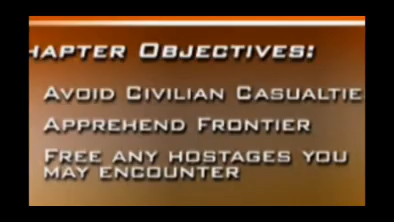 HAPTER OBJECTIVES:
AVOID CIVILIAN CASUALTIE
APPREHEND FRONTIER
FREE ANY HOSTAGES YOU
MAY ENCOUNTER